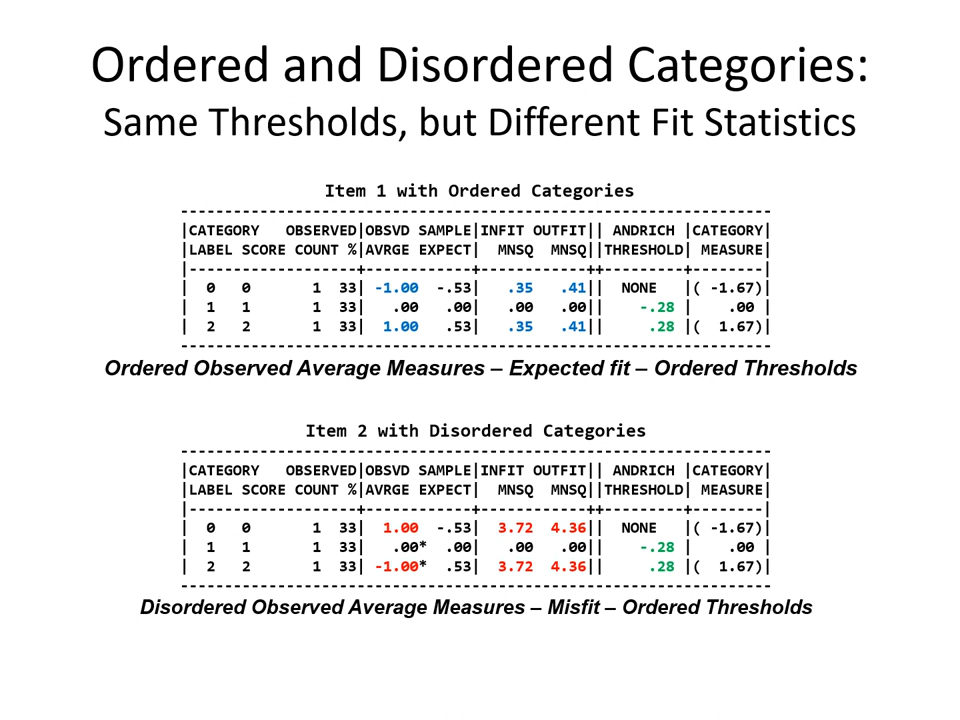 Ordered and Disordered Categories:
Same Thresholds, but Different Fit Statistics
Item 1 with Ordered Categories
-------------------------------------------------------------------
|CATEGORY   OBSERVED|OBSVD SAMPLE|INFIT OUTFIT|| ANDRICH |CATEGORY|
|LABEL SCORE COUNT %|AVRGE EXPECT|  MNSQ  MNSQ||THRESHOLD| MEASURE|
|-------------------+------------+------------++---------+--------|
|  0   0       1  33| -1.00  -.53|   .35   .41||  NONE   |( -1.67)|
|  1   1       1  33|   .00   .00|   .00   .00||    -.28 |    .00 |
|  2   2       1  33|  1.00   .53|   .35   .41||     .28 |(  1.67)|
-------------------------------------------------------------------
Ordered Observed Average Measures – Expected fit – Ordered Thresholds
Item 2 with Disordered Categories
-------------------------------------------------------------------
|CATEGORY   OBSERVED|OBSVD SAMPLE|INFIT OUTFIT|| ANDRICH |CATEGORY|
|LABEL SCORE COUNT %|AVRGE EXPECT|  MNSQ  MNSQ||THRESHOLD| MEASURE|
|-------------------+------------+------------++---------+--------|
|  0   0       1  33|  1.00  -.53|  3.72  4.36||  NONE   |( -1.67)|
|  1   1       1  33|   .00*  .00|   .00   .00||    -.28 |    .00 |
|  2   2       1  33| -1.00*  .53|  3.72  4.36||     .28 |(  1.67)|
-------------------------------------------------------------------
Disordered Observed Average Measures – Misfit – Ordered Thresholds